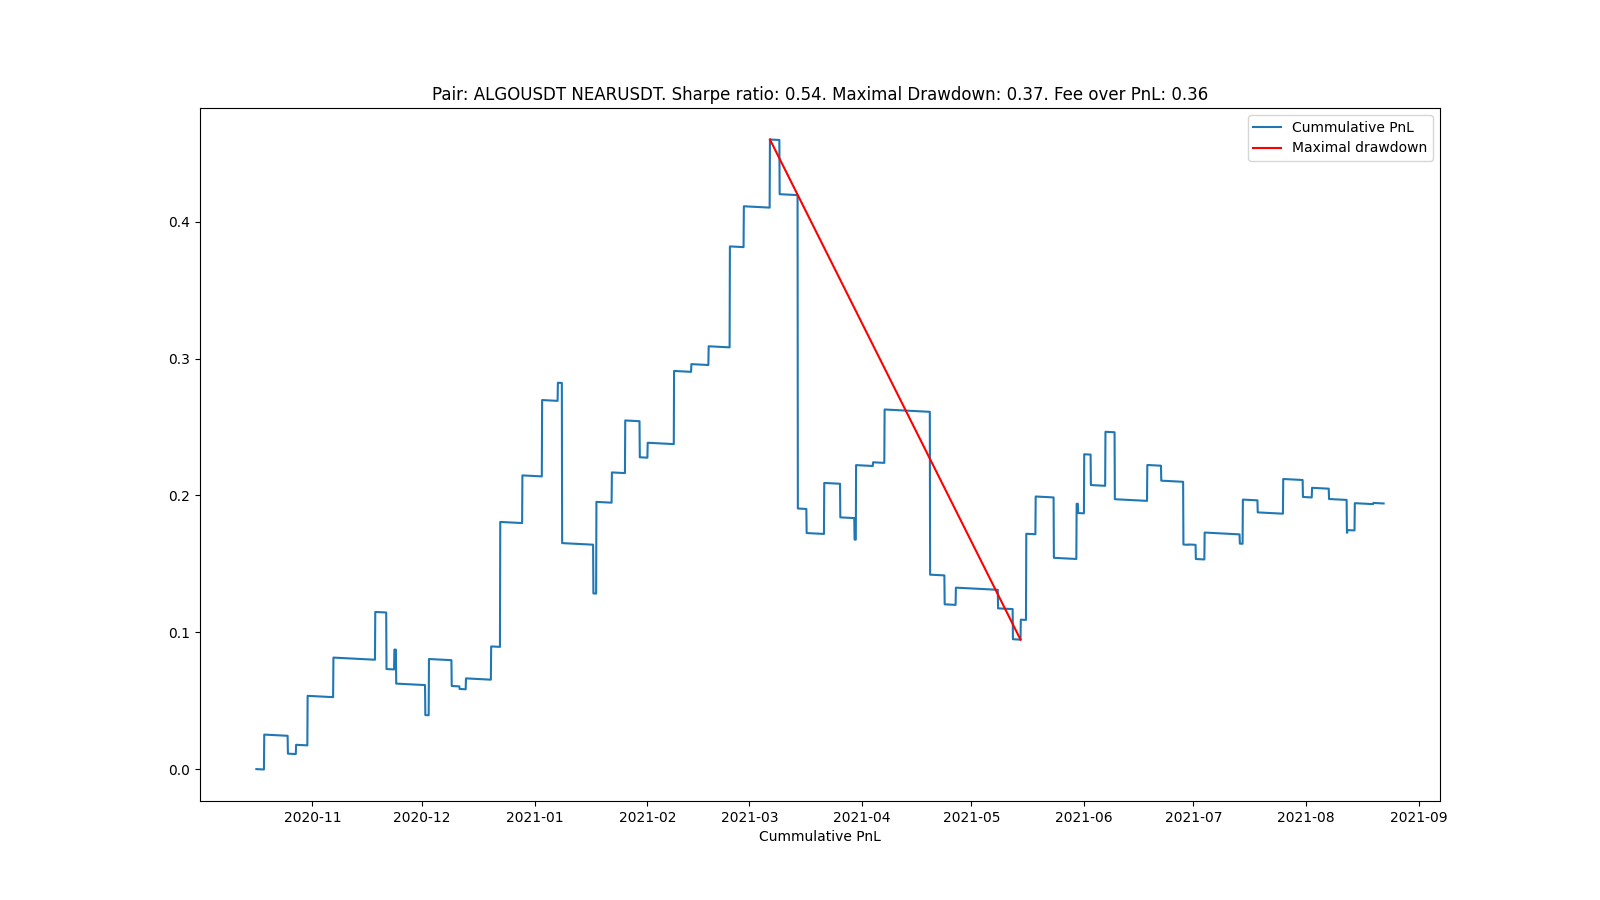 Pair: ALGOUSDT NEARUSDT. Sharpe ratio: 0.54. Maximal Drawdown: 0.37. Fee over PnL: 0.36
Cummulative PnL
Maximal drawdown
0.4
0.3
0.2
0.1
0.0
2020-11 2020-12 2021-01 2021-02 2021-03 2021-04 2021-05 2021-06 2021-07 2021-08 2021-09
Cummulative PnL